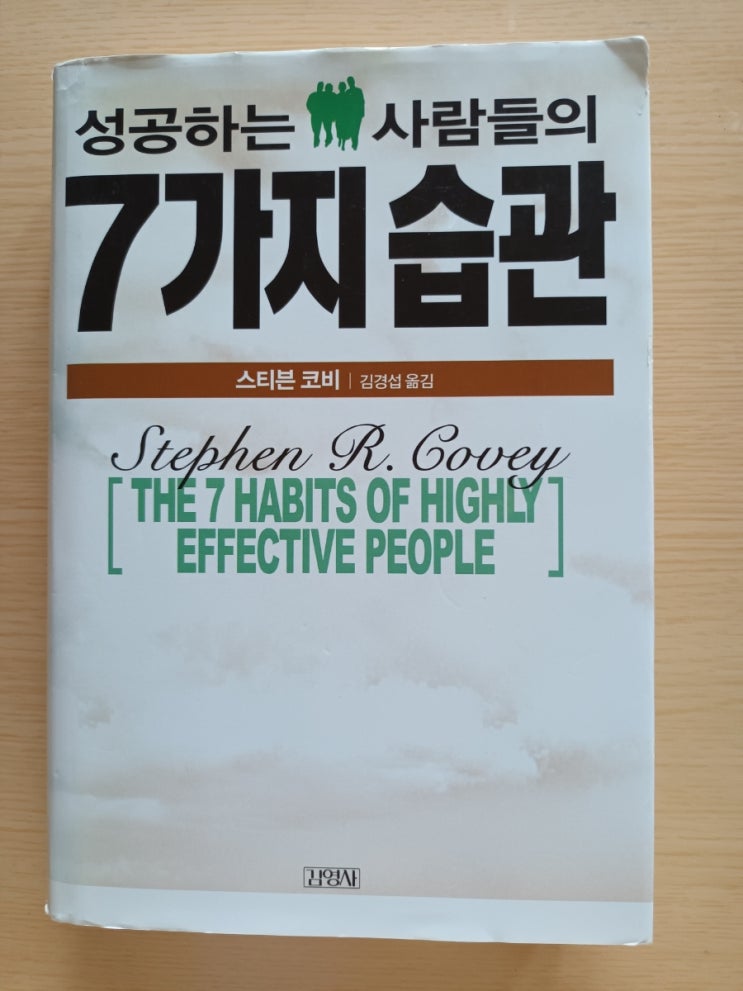 성공하는 사람들의
7가지 습관
스티븐 코비 | 김경섭 옮김
Stephen R. Covey
[THE 7 HABITS OF HIGHLY
EFFECTIVE PEOPLE]
김영사